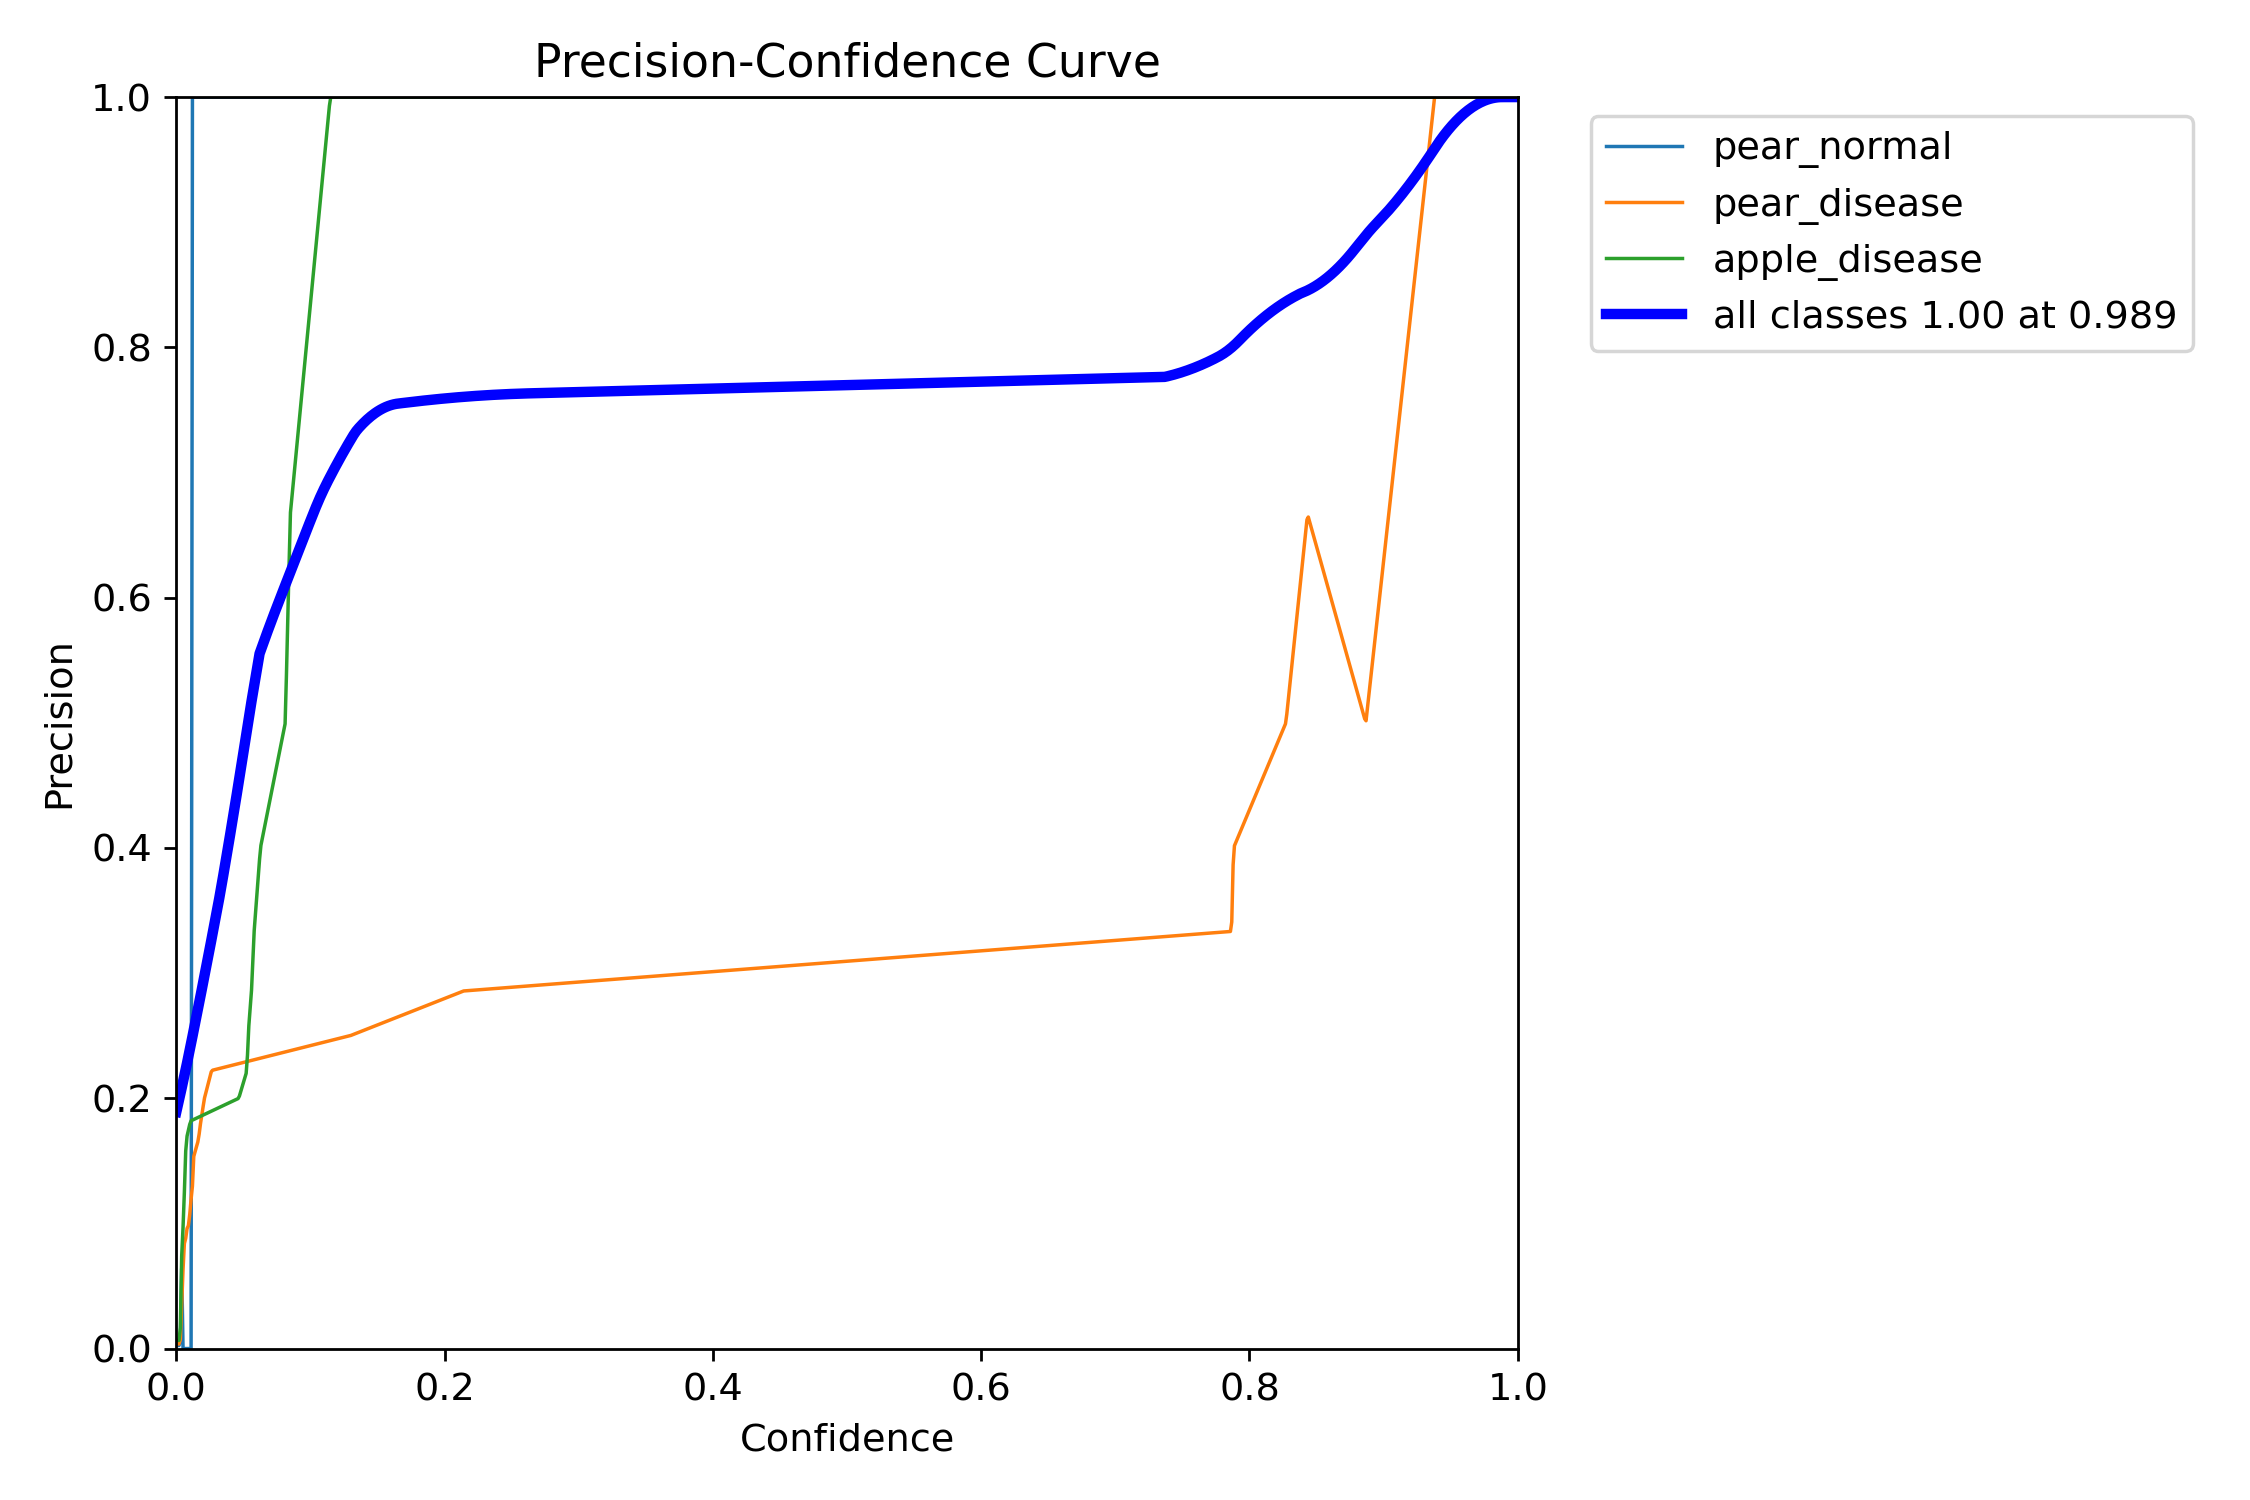 Precision-Confidence Curve
1.0
0.8
0.6
0.4
0.2
0.0
Precision
0.0 0.2 0.4 0.6 0.8 1.0
Confidence
pear_normal
pear_disease
apple_disease
all classes 1.00 at 0.989